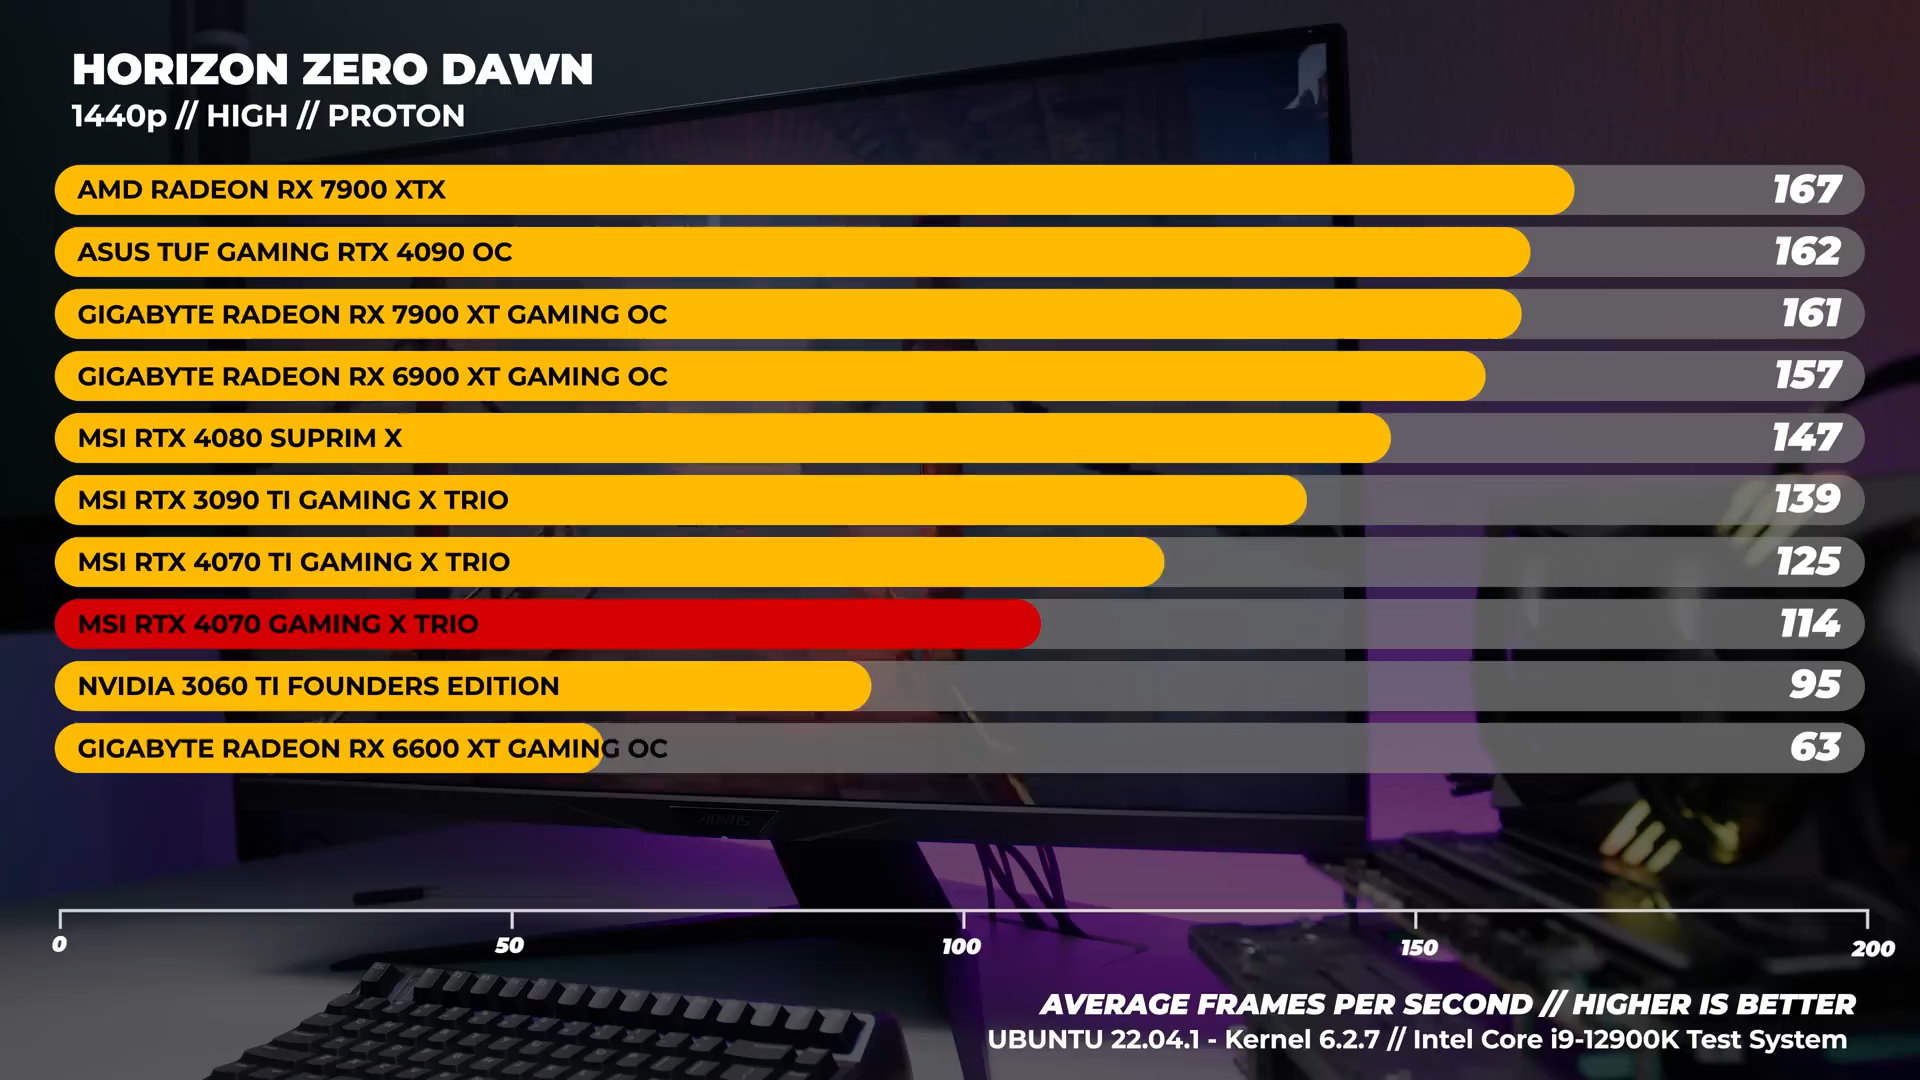 HORIZON ZERO DAWN
1440p // HIGH // PROTON
AMD RADEON RX 7900 XTX 167
ASUS TUF GAMING RTX 4090 OC 162
GIGABYTE RADEON RX 7900 XT GAMING OC 161
GIGABYTE RADEON RX 6900 XT GAMING OC 157
MSI RTX 4080 SUPRIM X 147
MSI RTX 3090 TI GAMING X TRIO 139
MSI RTX 4070 TI GAMING X TRIO 125
MSI RTX 4070 GAMING X TRIO 114
NVIDIA 3060 TI FOUNDERS EDITION 95
GIGABYTE RADEON RX 6600 XT GAMING OC 63
AORUS
0 50 100 150 200
AVERAGE FRAMES PER SECOND // HIGHER IS BETTER
UBUNTU 22.04.1 - Kernel 6.2.7 // Intel Core i9-12900K Test System